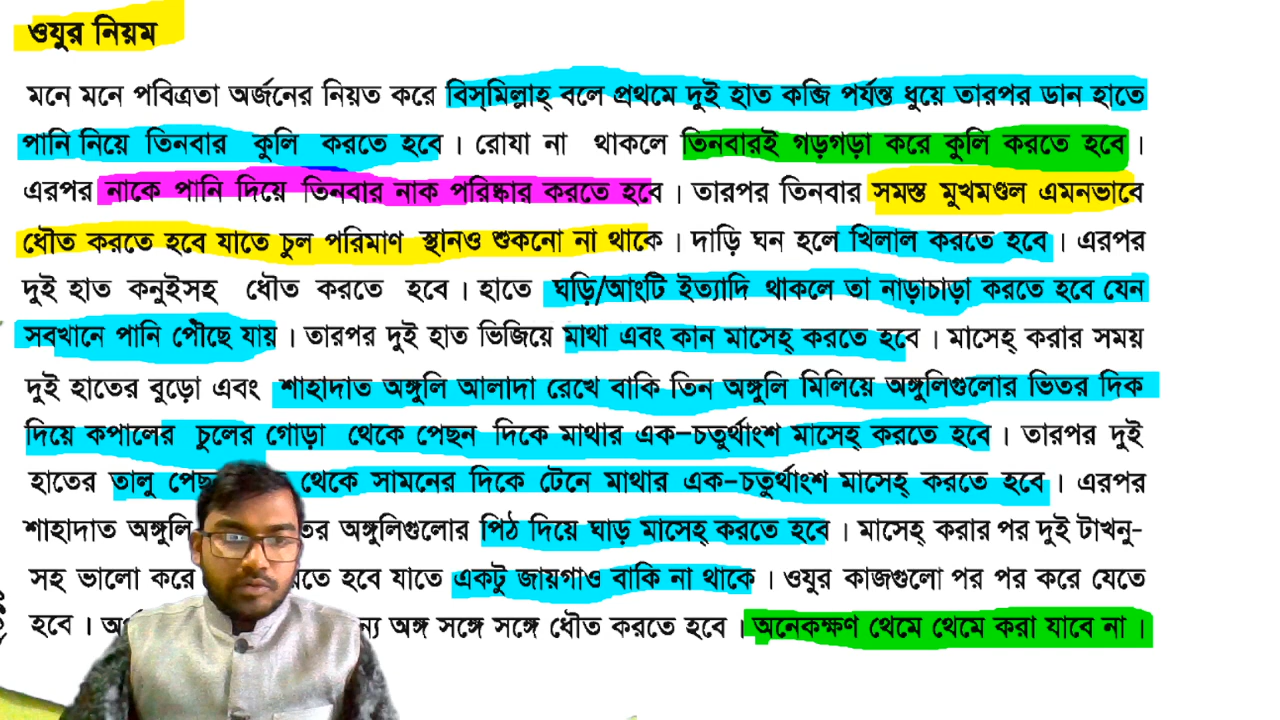 ওযুর নিয়ম
মনে মনে পবিত্রতা অর্জনের নিয়ত করে বিস্‌মিল্লাহ্ বলে প্রথমে দুই হাত কব্জি পর্যন্ত ধুয়ে তারপর ডান হাতে
পানি নিয়ে তিনবার কুলি করতে হবে। রোযা না থাকলে তিনবারই গড়গড়া করে কুলি করতে হবে।
এরপর নাকে পানি দিয়ে তিনবার নাক পরিষ্কার করতে হবে। তারপর তিনবার সমস্ত মুখমণ্ডল এমনভাবে
ধৌত করতে হবে যাতে চুল পরিমাণ স্থানও শুকনো না থাকে। দাড়ি ঘন হলে খিলাল করতে হবে। এরপর
দুই হাত কনুইসহ ধৌত করতে হবে। হাতে ঘড়ি/আংটি ইত্যাদি থাকলে তা নাড়াচাড়া করতে হবে যেন
সবখানে পানি পৌঁছে যায়। তারপর দুই হাত ভিজিয়ে মাথা এবং কান মাসেহ্ করতে হবে। মাসেহ্ করার সময়
দুই হাতের বুড়ো এবং শাহাদাত অঙ্গুলি আলাদা রেখে বাকি তিন অঙ্গুলি মিলিয়ে অঙ্গুলিগুলোর ভিতর দিক
দিয়ে কপালের চুলের গোড়া থেকে পেছন দিকে মাথার এক-চতুর্থাংশ মাসেহ্ করতে হবে। তারপর দুই
হাতের তালু থেকে সামনের দিকে টেনে মাথার এক-চতুর্থাংশ মাসেহ্ করতে হবে। এরপর
শাহাদাত অঙ্গুলি অঙ্গুলিগুলোর পিঠ দিয়ে ঘাড় মাসেহ্ করতে হবে। মাসেহ্ করার পর দুই টাখনু-
সহ ভালো করে হবে যাতে একটু জায়গাও বাকি না থাকে। ওযুর কাজগুলো পর পর করে যেতে
হবে। অঙ্গ সঙ্গে সঙ্গে ধৌত করতে হবে। অনেকক্ষণ থেমে থেমে করা যাবে না।